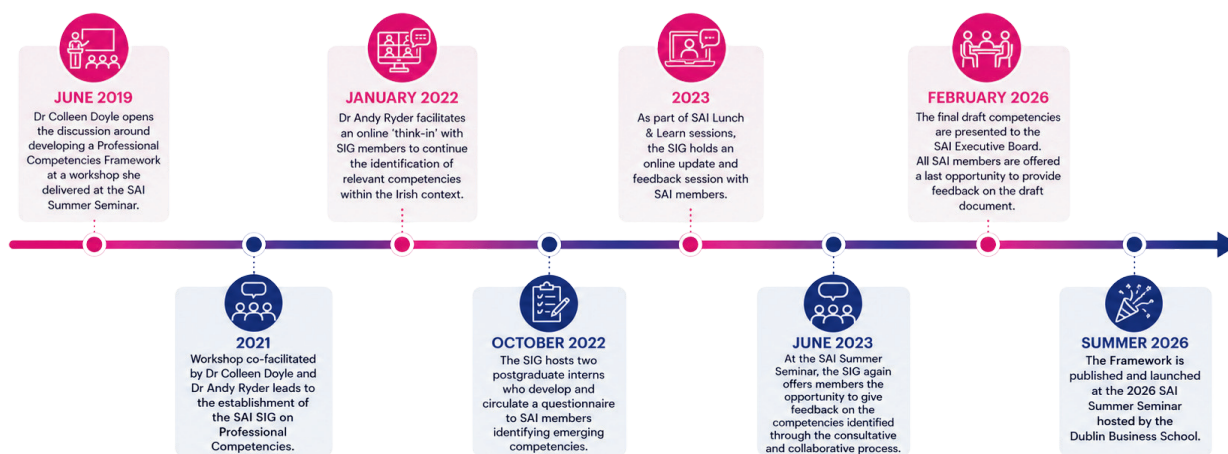 JUNE 2019
Dr Colleen Doyle opens
the discussion around
developing a Professional
Competencies Framework
at a workshop she
delivered at the SAI
Summer Seminar.
2021
Workshop co-facilitated
by Dr Colleen Doyle and
Dr Andy Ryder leads to
the establishment of
the SAI SIG on
Professional
Competencies.
JANUARY 2022
Dr Andy Ryder facilitates
an online 'think-in' with
SIG members to continue
the identification of
relevant competencies
within the Irish context.
OCTOBER 2022
The SIG hosts two
postgraduate interns
who develop and
circulate a questionnaire
to SAI members
identifying emerging
competencies.
2023
As part of SAI Lunch
& Learn sessions,
the SIG holds an
online update and
feedback session with
SAI members.
JUNE 2023
At the SAI Summer
Seminar, the SIG again
offers members the
opportunity to give
feedback on the
competencies identified
through the consultative
and collaborative process.
FEBRUARY 2026
The final draft competencies
are presented to the
SAI Executive Board.
All SAI members are offered
a last opportunity to provide
feedback on the draft
document.
SUMMER 2026
The Framework is
published and launched
at the 2026 SAI
Summer Seminar
hosted by the
Dublin Business School.